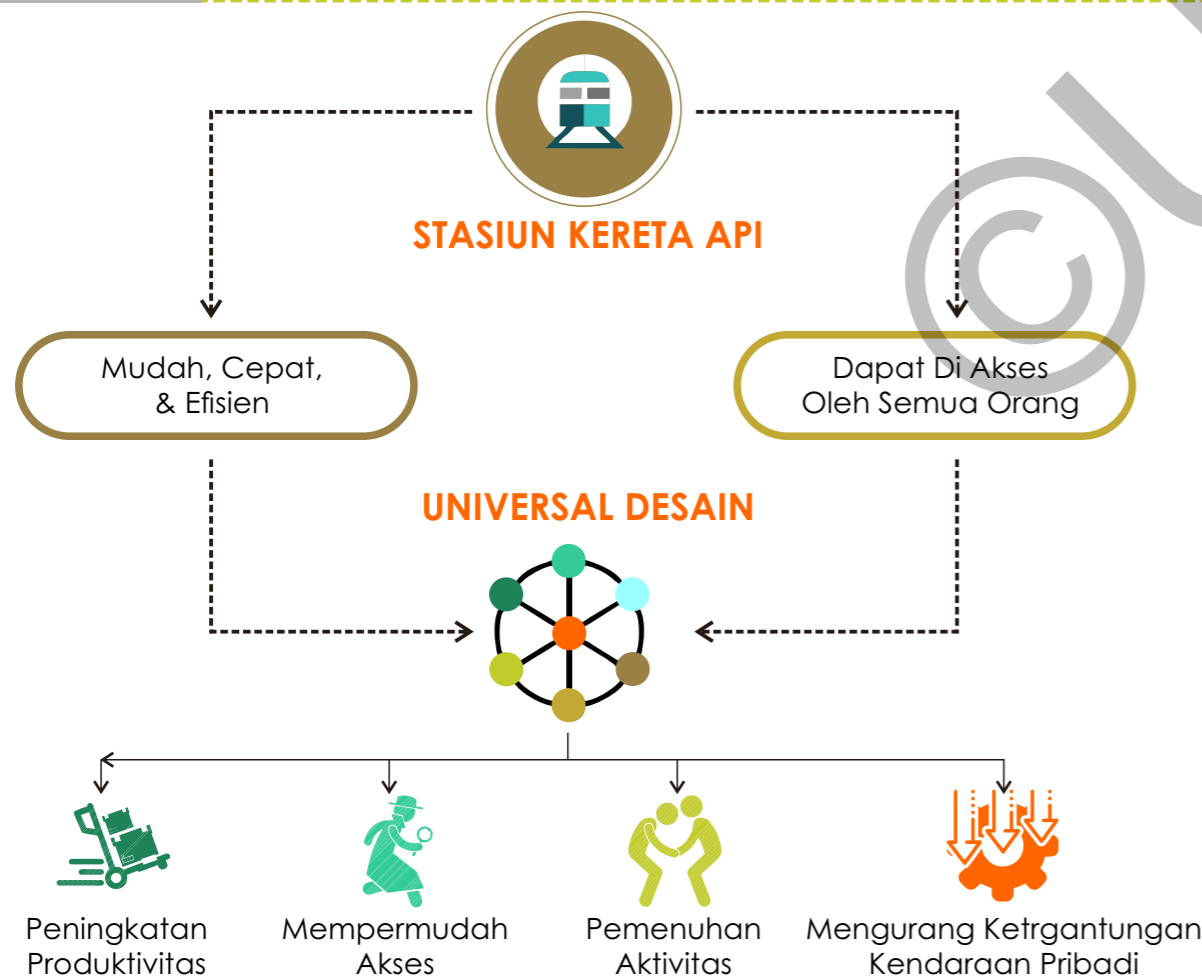 STASIUN KERETA API
Mudah, Cepat,
& Efisien
Dapat Di Akses
Oleh Semua Orang
UNIVERSAL DESAIN
Peningkatan
Produktivitas
Mempermudah
Akses
Pemenuhan
Aktivitas
Mengurang Ketrgantungan
Kendaraan Pribadi
©